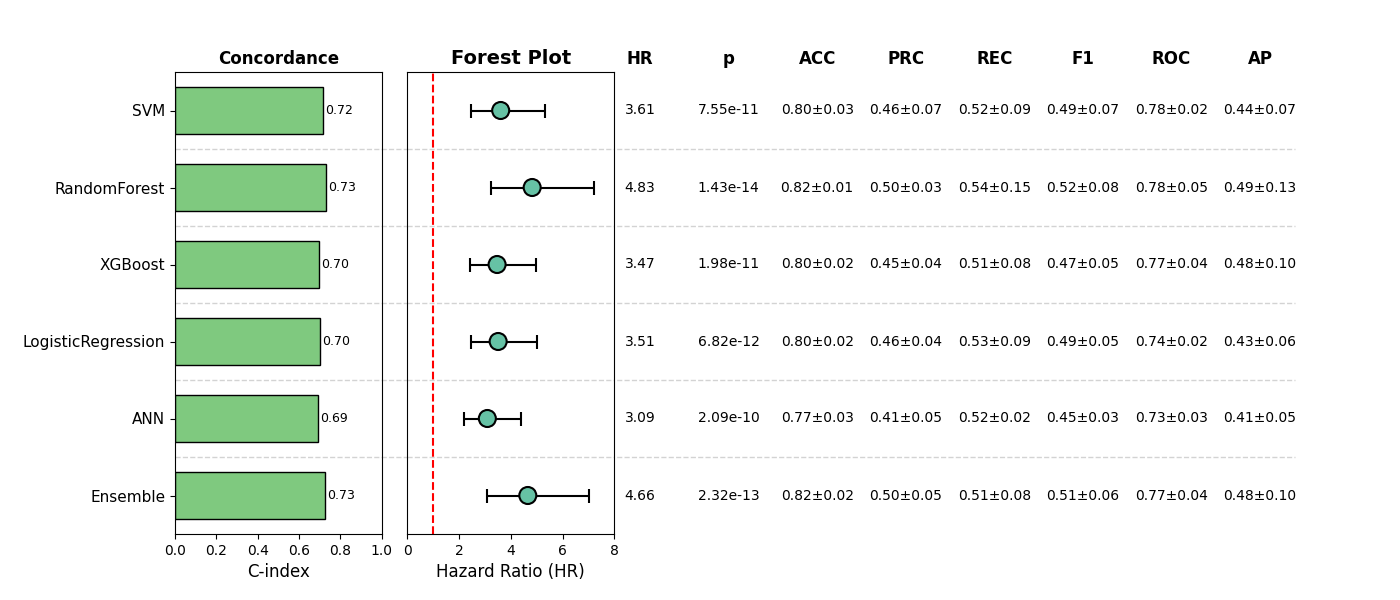 Concordance Forest Plot HR p ACC PRC REC F1 ROC AP
SVM 0.72 3.61 7.55e-11 0.80±0.03 0.46±0.07 0.52±0.09 0.49±0.07 0.78±0.02 0.44±0.07
RandomForest 0.73 4.83 1.43e-14 0.82±0.01 0.50±0.03 0.54±0.15 0.52±0.08 0.78±0.05 0.49±0.13
XGBoost 0.70 3.47 1.98e-11 0.80±0.02 0.45±0.04 0.51±0.08 0.47±0.05 0.77±0.04 0.48±0.10
LogisticRegression 0.70 3.51 6.82e-12 0.80±0.02 0.46±0.04 0.53±0.09 0.49±0.05 0.74±0.02 0.43±0.06
ANN 0.69 3.09 2.09e-10 0.77±0.03 0.41±0.05 0.52±0.02 0.45±0.03 0.73±0.03 0.41±0.05
Ensemble 0.73 4.66 2.32e-13 0.82±0.02 0.50±0.05 0.51±0.08 0.51±0.06 0.77±0.04 0.48±0.10
0.0 0.2 0.4 0.6 0.8 1.0 0 2 4 6 8
C-index Hazard Ratio (HR)